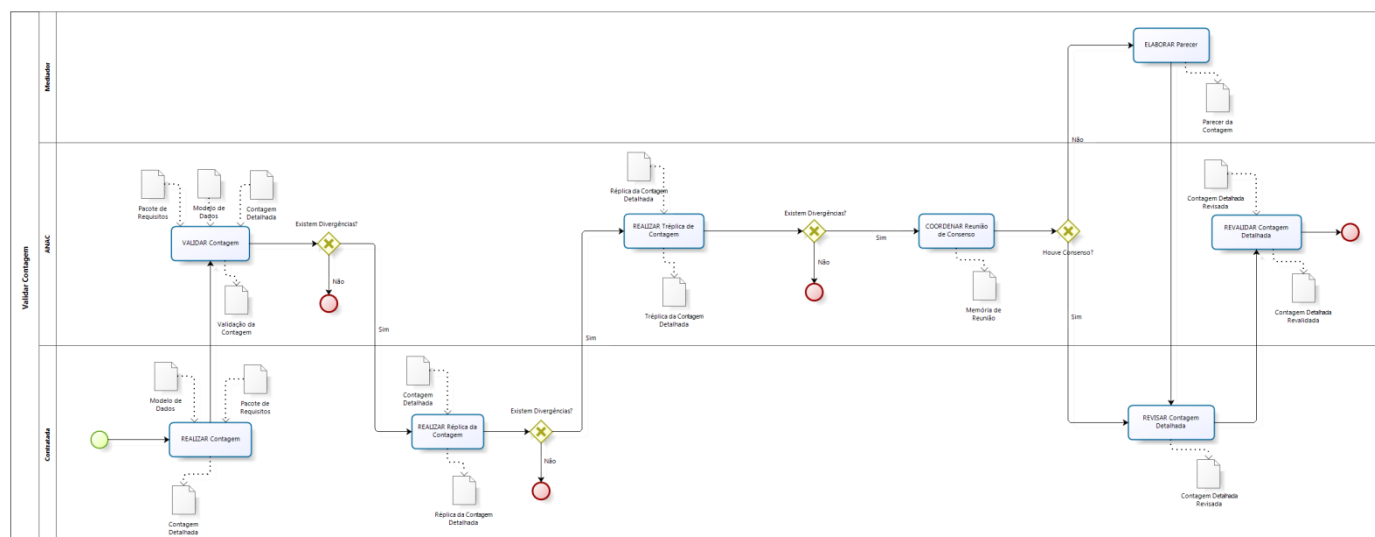 Validar Contagem
Mediador
ELABORAR Parecer
Parecer da
Contagem
Não
ANAC
Pacote de
Requisitos
Modelo de
Dados
Contagem
Detalhada
VALIDAR Contagem
Validação da
Contagem
Existem Divergências?
Não
Sim
Réplica da Contagem
Detalhada
REALIZAR Tréplica de
Contagem
Tréplica da Contagem
Detalhada
Sim
Existem Divergências?
Não
Sim
COORDENAR Reunião
de Consenso
Memória de
Reunião
Houve Consenso?
Sim
Contagem Detalhada
Revisada
REVALIDAR Contagem
Detalhada
Contagem Detalhada
Revalidada
Contratada
Modelo de
Dados
Pacote de
Requisitos
REALIZAR Contagem
Contagem
Detalhada
Contagem
Detalhada
REALIZAR Réplica da
Contagem
Réplica da Contagem
Detalhada
Existem Divergências?
Não
REVISAR Contagem
Detalhada
Contagem Detalhada
Revisada